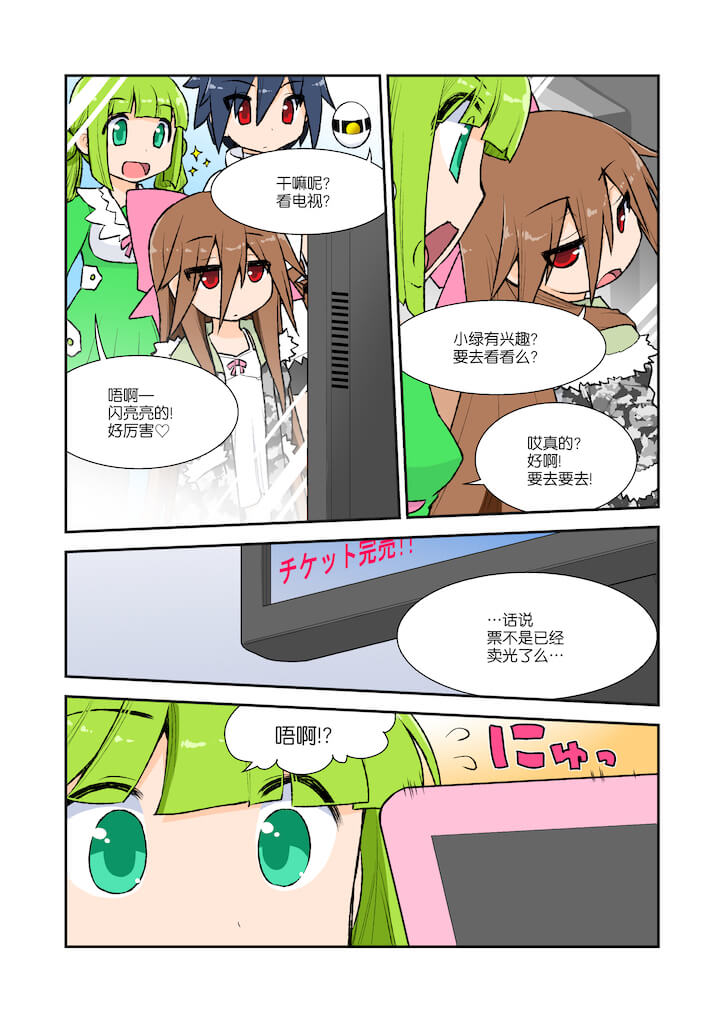 干嘛呢?
看电视?
唔啊一
闪亮亮的!
好厉害♡
小绿有兴趣?
要去看看么?
哎真的?
好啊!
要去要去!
チケット完売!!
…话说
票不是已经
卖光了么…
唔啊!?
にゅっ